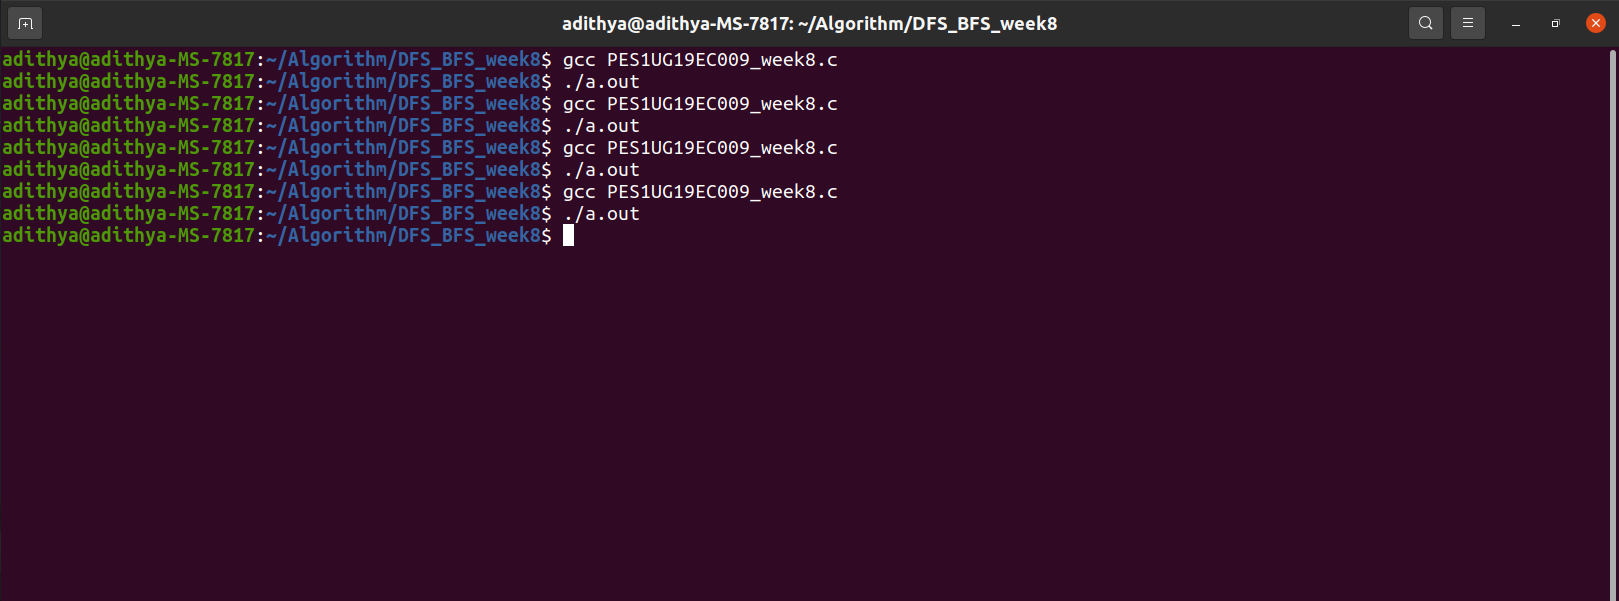 adithya@adithya-MS-7817: ~/Algorithm/DFS_BFS_week8
adithya@adithya-MS-7817:~/Algorithm/DFS_BFS_week8$ gcc PES1UG19EC009_week8.c
adithya@adithya-MS-7817:~/Algorithm/DFS_BFS_week8$ ./a.out
adithya@adithya-MS-7817:~/Algorithm/DFS_BFS_week8$ gcc PES1UG19EC009_week8.c
adithya@adithya-MS-7817:~/Algorithm/DFS_BFS_week8$ ./a.out
adithya@adithya-MS-7817:~/Algorithm/DFS_BFS_week8$ gcc PES1UG19EC009_week8.c
adithya@adithya-MS-7817:~/Algorithm/DFS_BFS_week8$ ./a.out
adithya@adithya-MS-7817:~/Algorithm/DFS_BFS_week8$ gcc PES1UG19EC009_week8.c
adithya@adithya-MS-7817:~/Algorithm/DFS_BFS_week8$ ./a.out
adithya@adithya-MS-7817:~/Algorithm/DFS_BFS_week8$